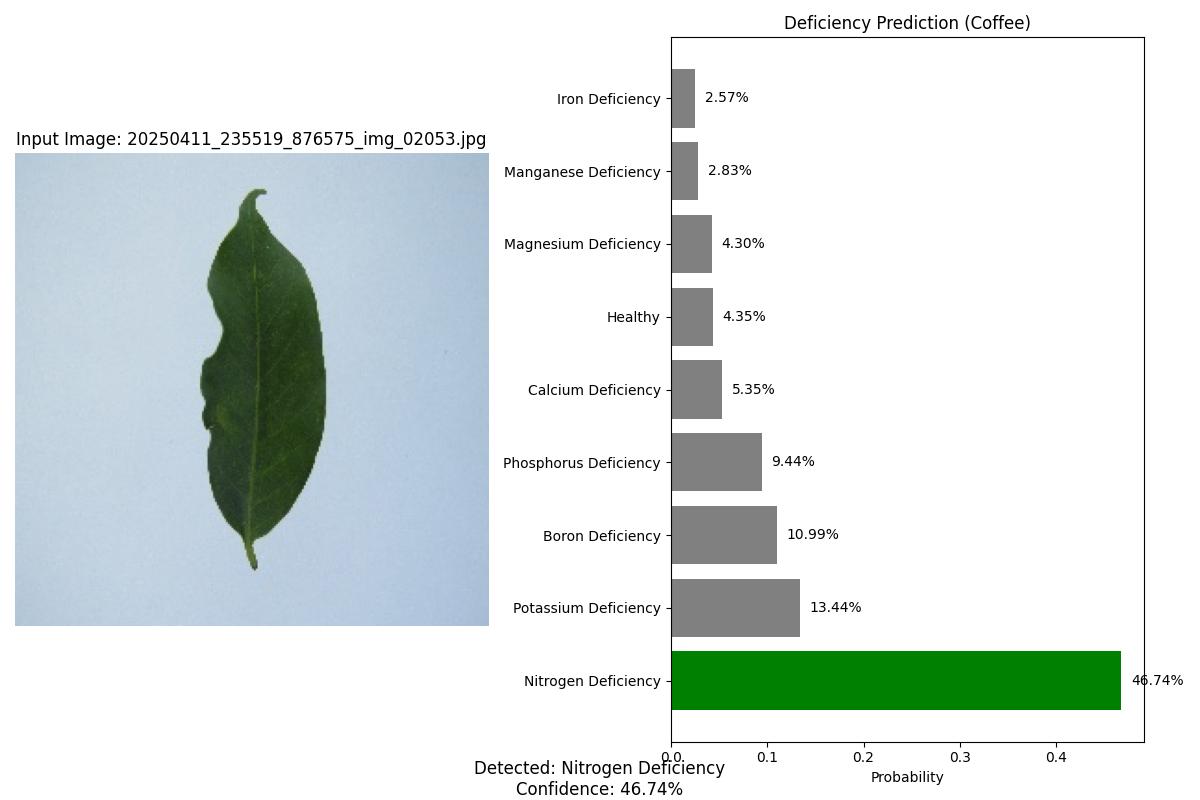 Deficiency Prediction (Coffee)
Input Image: 20250411_235519_876575_img_02053.jpg
Iron Deficiency 2.57%
Manganese Deficiency 2.83%
Magnesium Deficiency 4.30%
Healthy 4.35%
Calcium Deficiency 5.35%
Phosphorus Deficiency 9.44%
Boron Deficiency 10.99%
Potassium Deficiency 13.44%
Nitrogen Deficiency 46.74%
0.0 0.1 0.2 0.3 0.4
Probability
Detected: Nitrogen Deficiency
Confidence: 46.74%